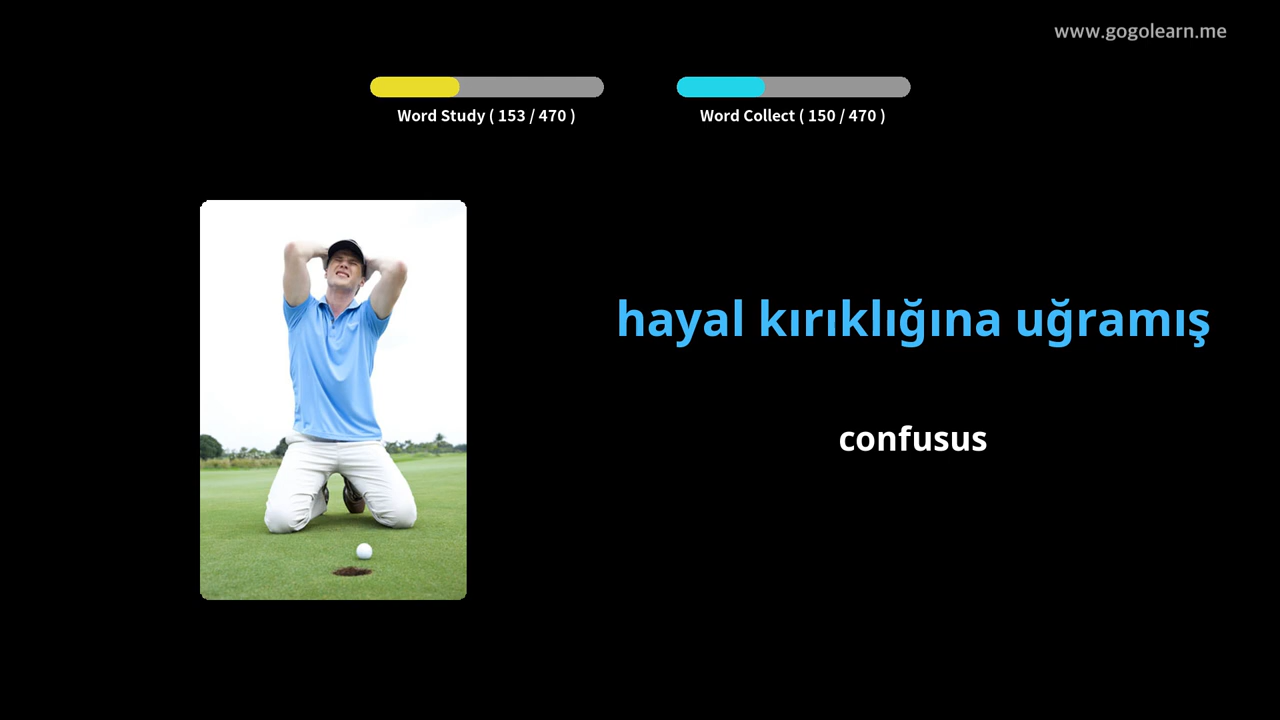 www.gogolearn.me
Word Study ( 153 / 470 )
Word Collect ( 150 / 470 )
hayal kırıklığına uğramış
confusus